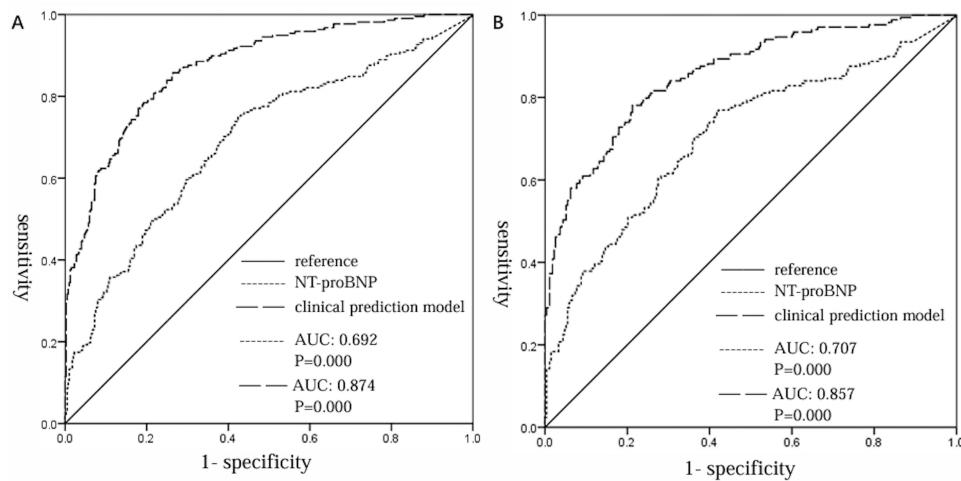 A
1.0
0.8
0.6
0.4
0.2
0.0
sensitivity
reference
NT-proBNP
clinical prediction model
AUC: 0.692
P=0.000
AUC: 0.874
P=0.000
0.0 0.2 0.4 0.6 0.8 1.0
1- specificity
B
1.0
0.8
0.6
0.4
0.2
0.0
sensitivity
reference
NT-proBNP
clinical prediction model
AUC: 0.707
P=0.000
AUC: 0.857
P=0.000
0.0 0.2 0.4 0.6 0.8 1.0
1- specificity